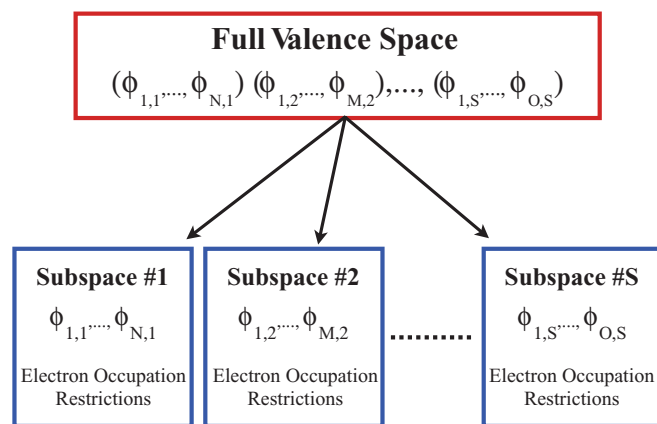 Full Valence Space
(ϕ1,1,...,ϕN,1) (ϕ1,2,...,ϕM,2),..., (ϕ1,S,...,ϕO,S)
Subspace #1
ϕ1,1,...,ϕN,1
Electron Occupation
Restrictions
Subspace #2
ϕ1,2,...,ϕM,2
Electron Occupation
Restrictions
Subspace #S
ϕ1,S,...,ϕO,S
Electron Occupation
Restrictions